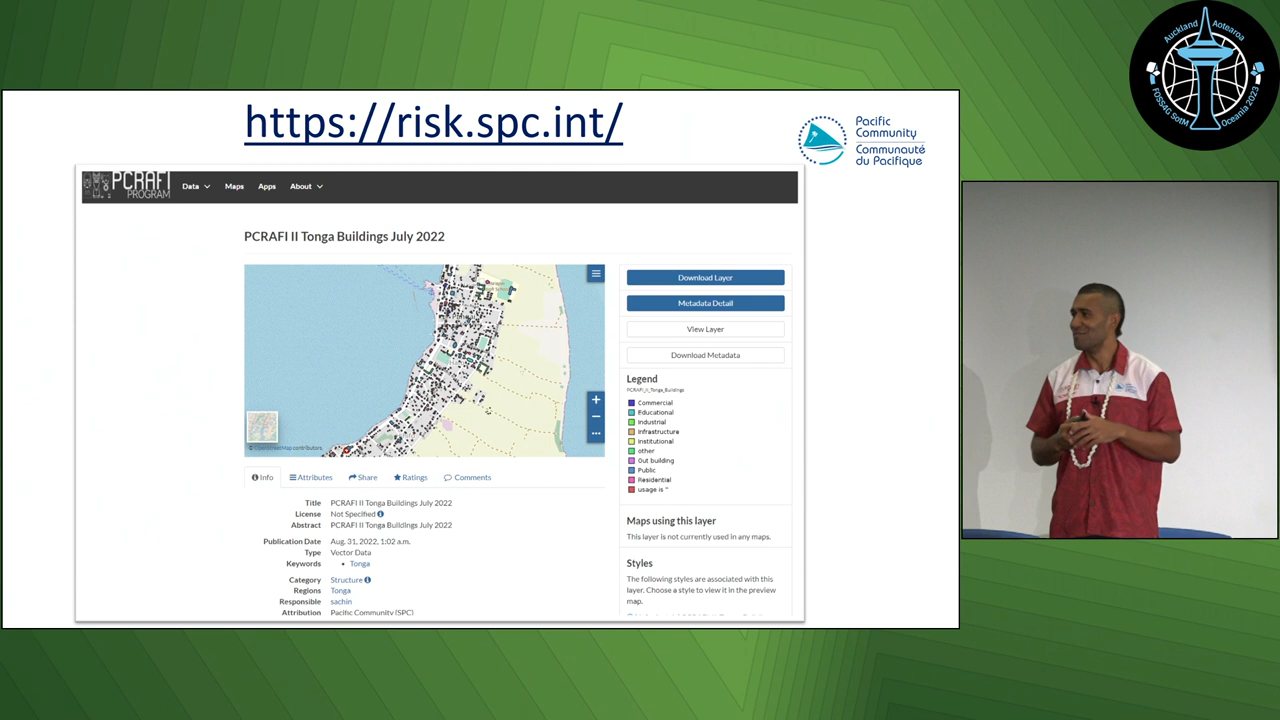 https://risk.spc.int/
Pacific
Community
Communauté
du Pacifique
Auckland Aotearoa
FOSS4G SotM Oceania 2023
PCRAFI
PROGRAM
Data
Maps
Apps
About
PCRAFI II Tonga Buildings July 2022
© OpenStreetMap contributors
Download Layer
Metadata Detail
View Layer
Download Metadata
Legend
PCRAFI_II_Tonga_Buildings
Commercial
Educational
Industrial
Infrastructure
Institutional
other
Out building
Public
Residential
usage is ''
Info
Attributes
Share
Ratings
Comments
Title PCRAFI II Tonga Buildings July 2022
License Not Specified
Abstract PCRAFI II Tonga Buildings July 2022
Publication Date Aug. 31, 2022, 1:02 a.m.
Type Vector Data
Keywords • Tonga
Category Structure
Regions Tonga
Responsible sachin
Attribution Pacific Community (SPC)
Maps using this layer
This layer is not currently used in any maps.
Styles
The following styles are associated with this
layer. Choose a style to view it in the preview
map.